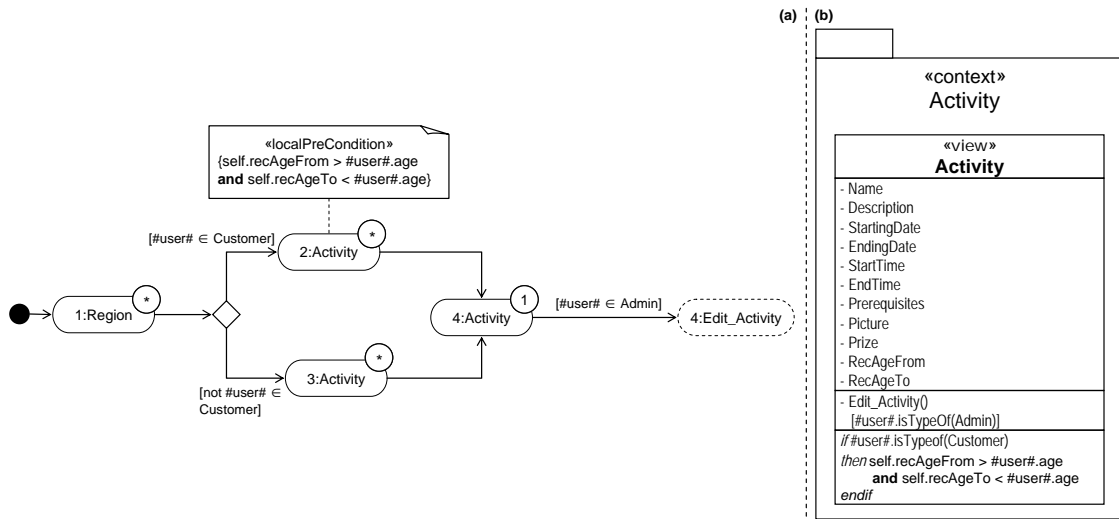 (a)
(b)
«localPreCondition»
{self.recAgeFrom > #user#.age
and self.recAgeTo < #user#.age}
[#user# ∈ Customer]
2:Activity
*
1:Region
*
4:Activity
1
[#user# ∈ Admin]
4:Edit_Activity
3:Activity
*
[not #user# ∈
Customer]
«context»
Activity
«view»
Activity
- Name
- Description
- StartingDate
- EndingDate
- StartTime
- EndTime
- Prerequisites
- Picture
- Prize
- RecAgeFrom
- RecAgeTo
- Edit_Activity()
[#user#.isTypeOf(Admin)]
if #user#.isTypeof(Customer)
then self.recAgeFrom > #user#.age
and self.recAgeTo < #user#.age
endif